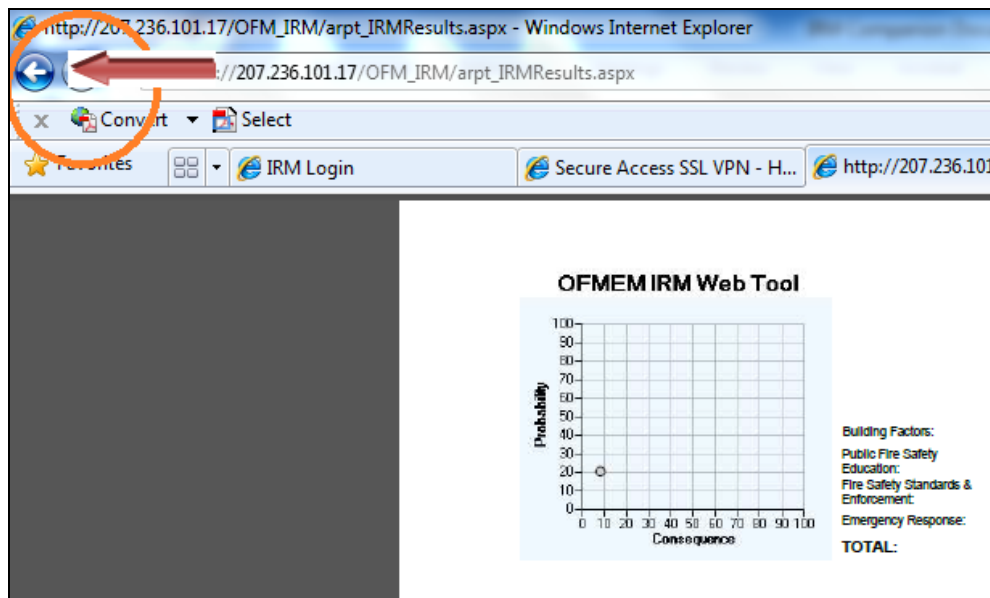 http://207.236.101.17/OFM_IRM/arpt_IRMResults.aspx - Windows Internet Explorer
://207.236.101.17/OFM_IRM/arpt_IRMResults.aspx
x Convert Select
Favorites IRM Login Secure Access SSL VPN - H... http://207.236.101
OFMEM IRM Web Tool
100
90
80
70
60
50
40
30
20
10
0
Probability
0 10 20 30 40 50 60 70 80 90 100
Consequence
Building Factors:
Public Fire Safety
Education:
Fire Safety Standards &
Enforcement:
Emergency Response:
TOTAL: